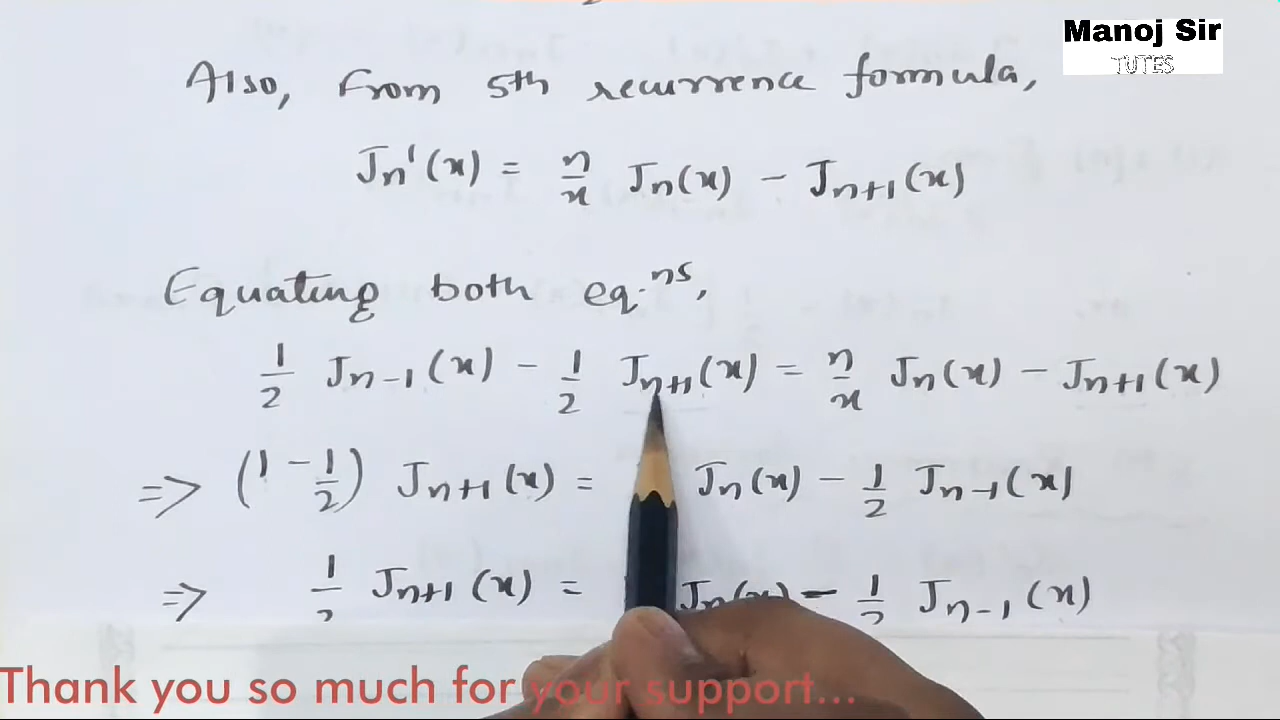 Manoj Sir
TUTES
Also, from 5th recurrence formula,
Jn'(x) = n/x Jn(x) - Jn+1(x)
Equating both eq.ns,
1/2 Jn-1(x) - 1/2 Jn+1(x) = n/x Jn(x) - Jn+1(x)
=> (1 - 1/2) Jn+1(x) = Jn(x) - 1/2 Jn-1(x)
=> 1/2 Jn+1(x) = Jn(x) - 1/2 Jn-1(x)
Thank you so much for your support...